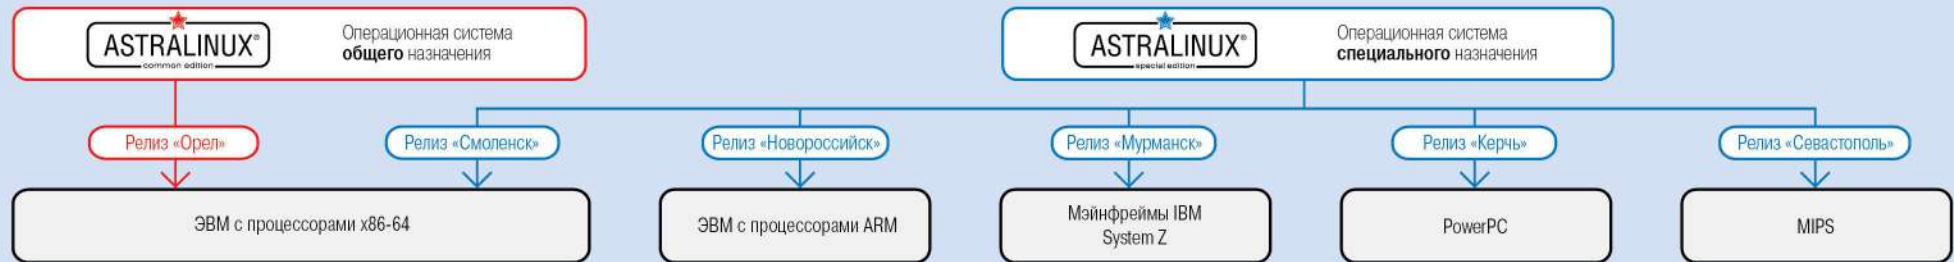 ASTRALINUX®
common edition
Операционная система
общего назначения
ASTRALINUX®
special edition
Операционная система
специального назначения
Релиз «Орел»
Релиз «Смоленск»
Релиз «Новороссийск»
Релиз «Мурманск»
Релиз «Керчь»
Релиз «Севастополь»
ЭВМ с процессорами x86-64
ЭВМ с процессорами ARM
Мэйнфреймы IBM
System Z
PowerPC
MIPS